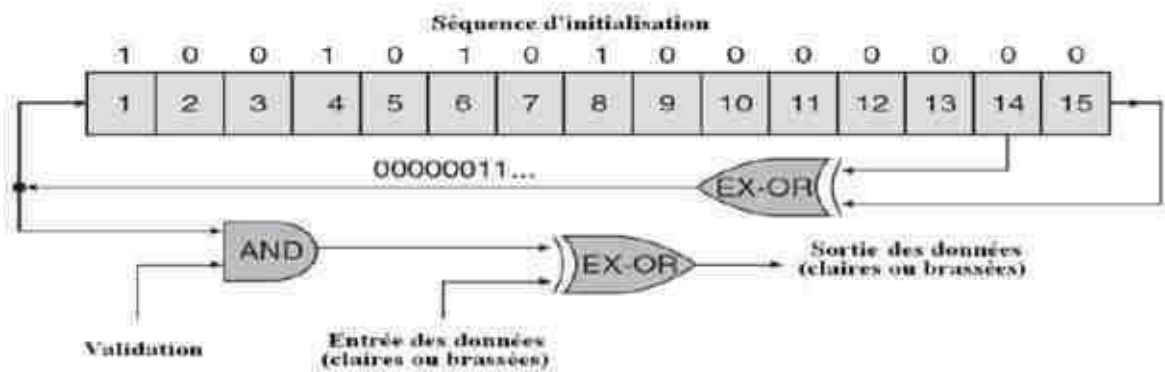 Séquence d'initialisation
1 0 0 1 0 1 0 1 0 0 0 0 0 0 0
1 2 3 4 5 6 7 8 9 10 11 12 13 14 15
00000011...
EX-OR
AND
EX-OR
Sortie des données
(claires ou brassées)
Validation
Entrée des données
(claires ou brassées)